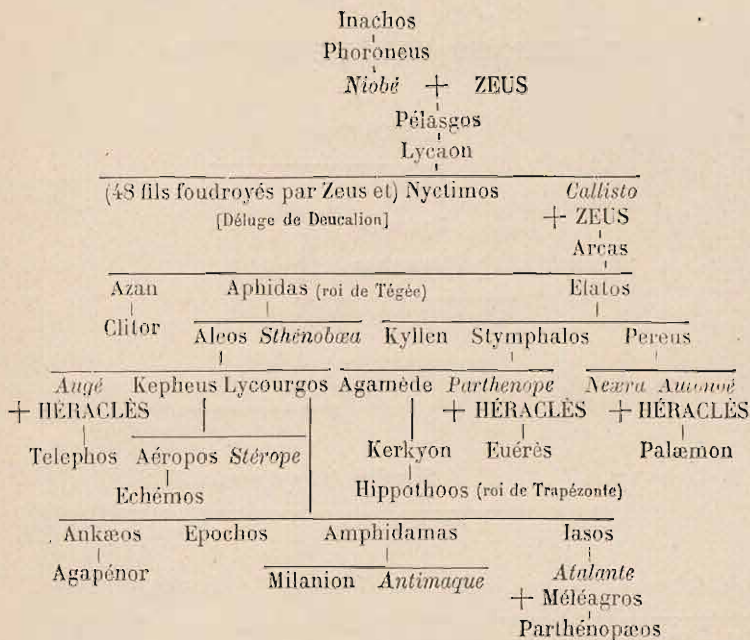 Inachos
Phoroneus
Niobé + ZEUS
Pélasgos
Lycaon
(48 fils foudroyés par Zeus et) Nyctimos Callisto
[Déluge de Deucalion] + ZEUS
Arcas
Azan Aphidas (roi de Tégée) Elatos
Clitor
Aleos Sthénobœa Kyllen Stymphalos Pereus
Augé Kepheus Lycourgos Agamède Parthenope Neæra Autonoé
+ HÉRACLÈS + HÉRACLÈS + HÉRACLÈS
Telephos Aéropos Stérope Kerkyon Euérès Palæmon
Echémos Hippothoos (roi de Trapézonte)
Ankæos Epochos Amphidamas Iasos
Agapénor Milanion Antimaque Atalante
+ Méléagros
Parthénopæos